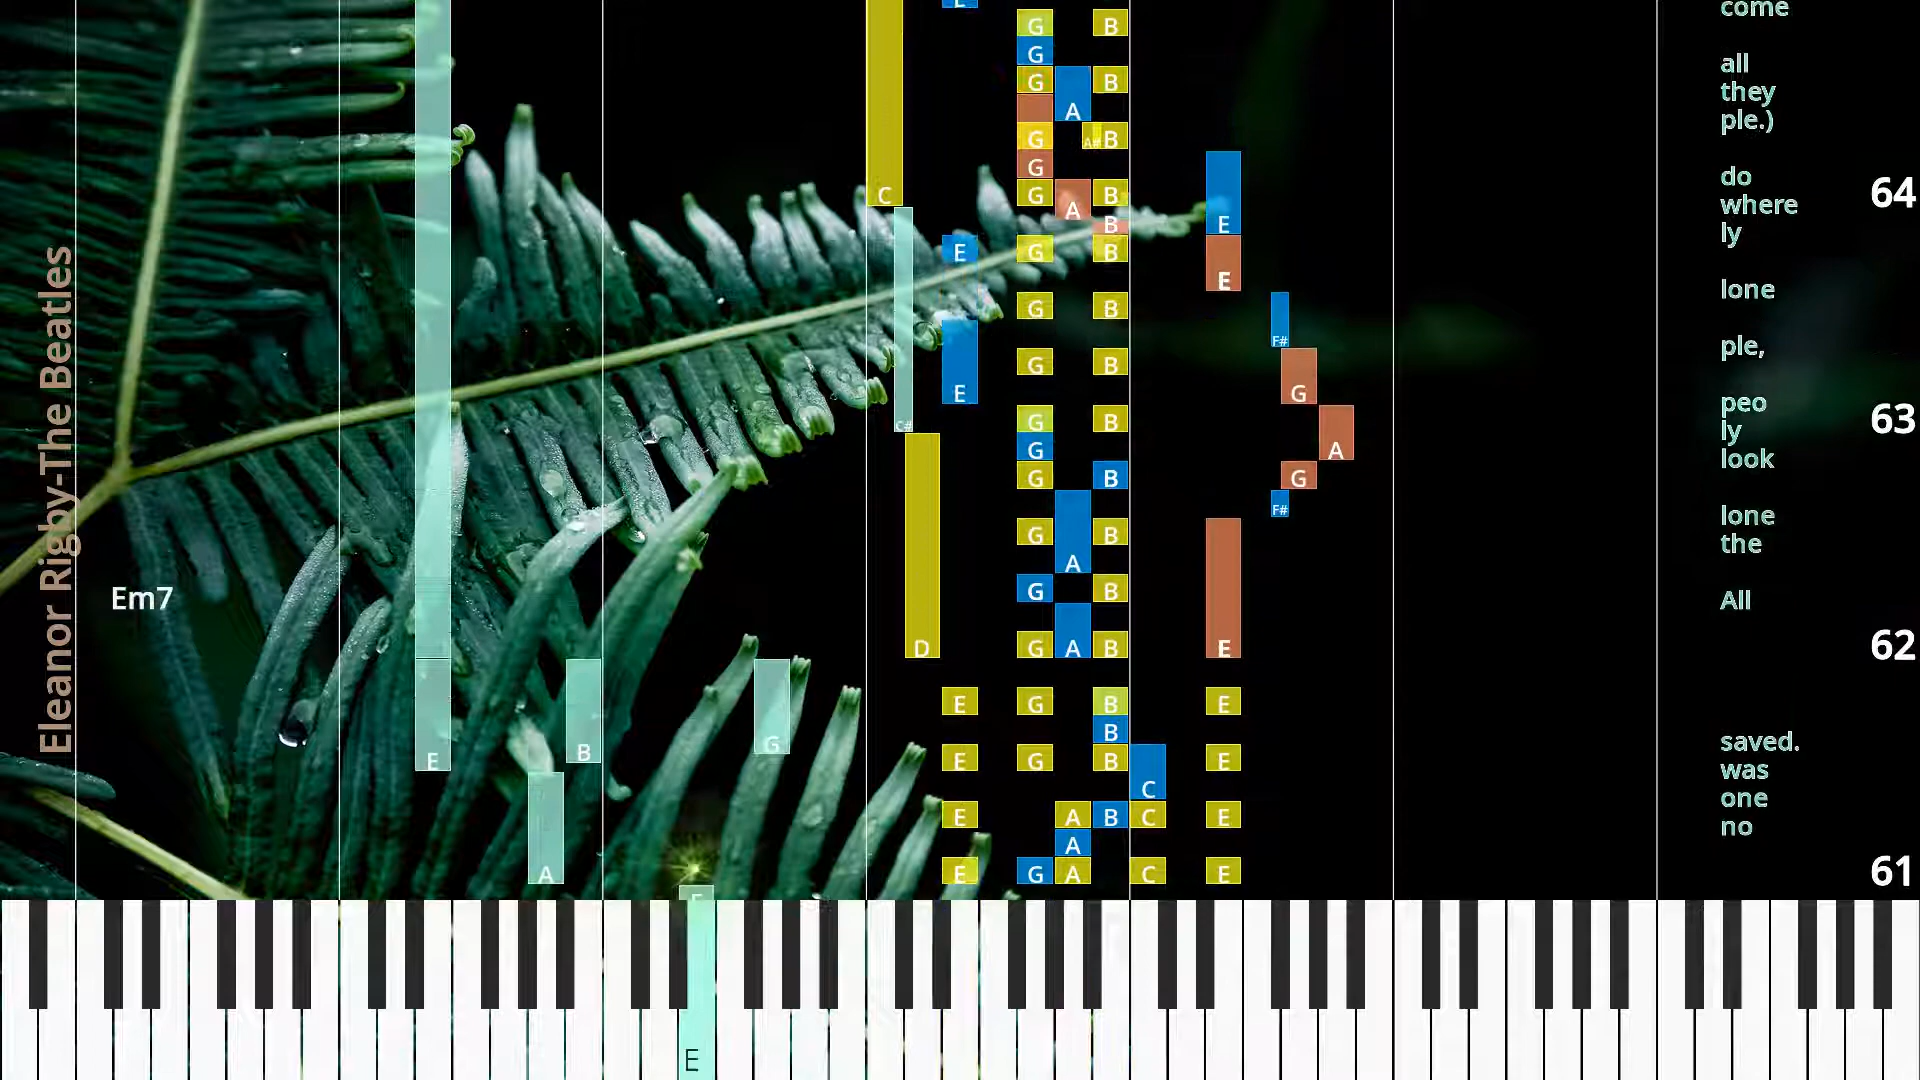 Eleanor Rigby-The Beatles
Em7
come
all
they
ple.)
do
where
ly
lone
ple,
peo
ly
look
lone
the
All
saved.
was
one
no
64
63
62
61
G B
G
G B
A
G A# B
G
C G B
A
B
E
E G B
E
G B
F#
G B
E G
C# G B
G A
G B G
F#
G B
A
G B
D G A B E
E G B E
G B B
E E G B
C
E A B C E
A
A E G A C E
E
E